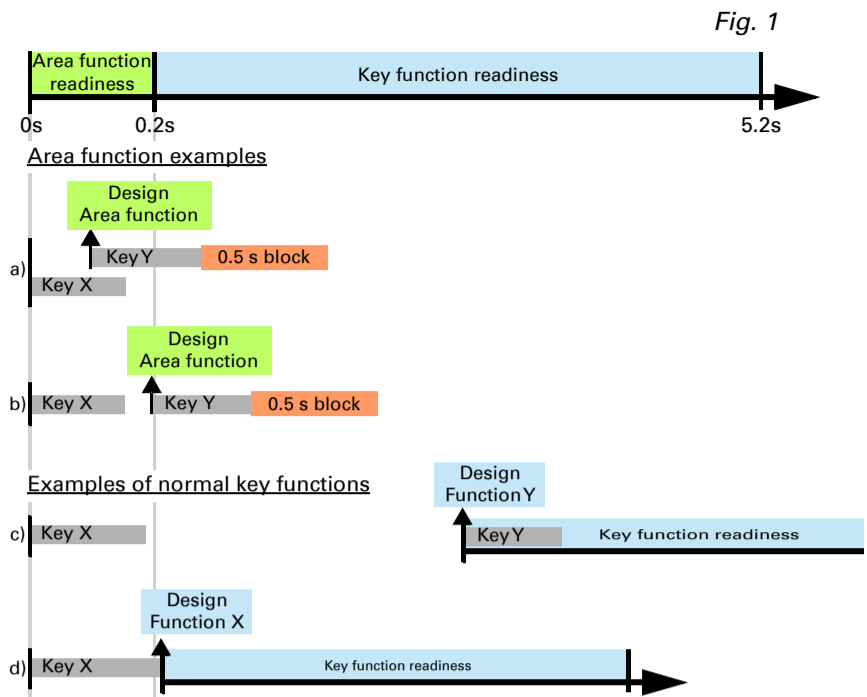 Fig. 1
Area function
readiness
Key function readiness
0s
0.2s
5.2s
Area function examples
Design
Area function
a)
Key Y
0.5 s block
Key X
Design
Area function
b)
Key X
Key Y
0.5 s block
Examples of normal key functions
Design
Function Y
c)
Key X
Key Y
Key function readiness
Design
Function X
d)
Key X
Key function readiness